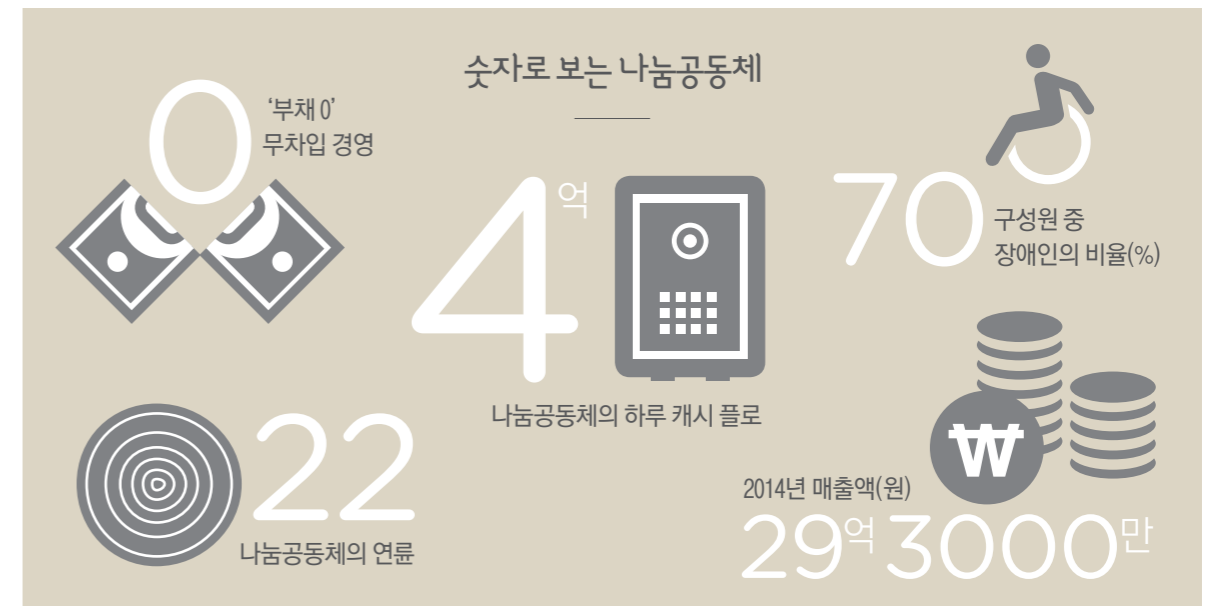 숫자로 보는 나눔공동체
0
‘부채 0’
무차입 경영
4억
나눔공동체의 하루 캐시 플로
70
구성원 중
장애인의 비율(%)
22
나눔공동체의 연륜
₩
2014년 매출액(원)
29억 3000만